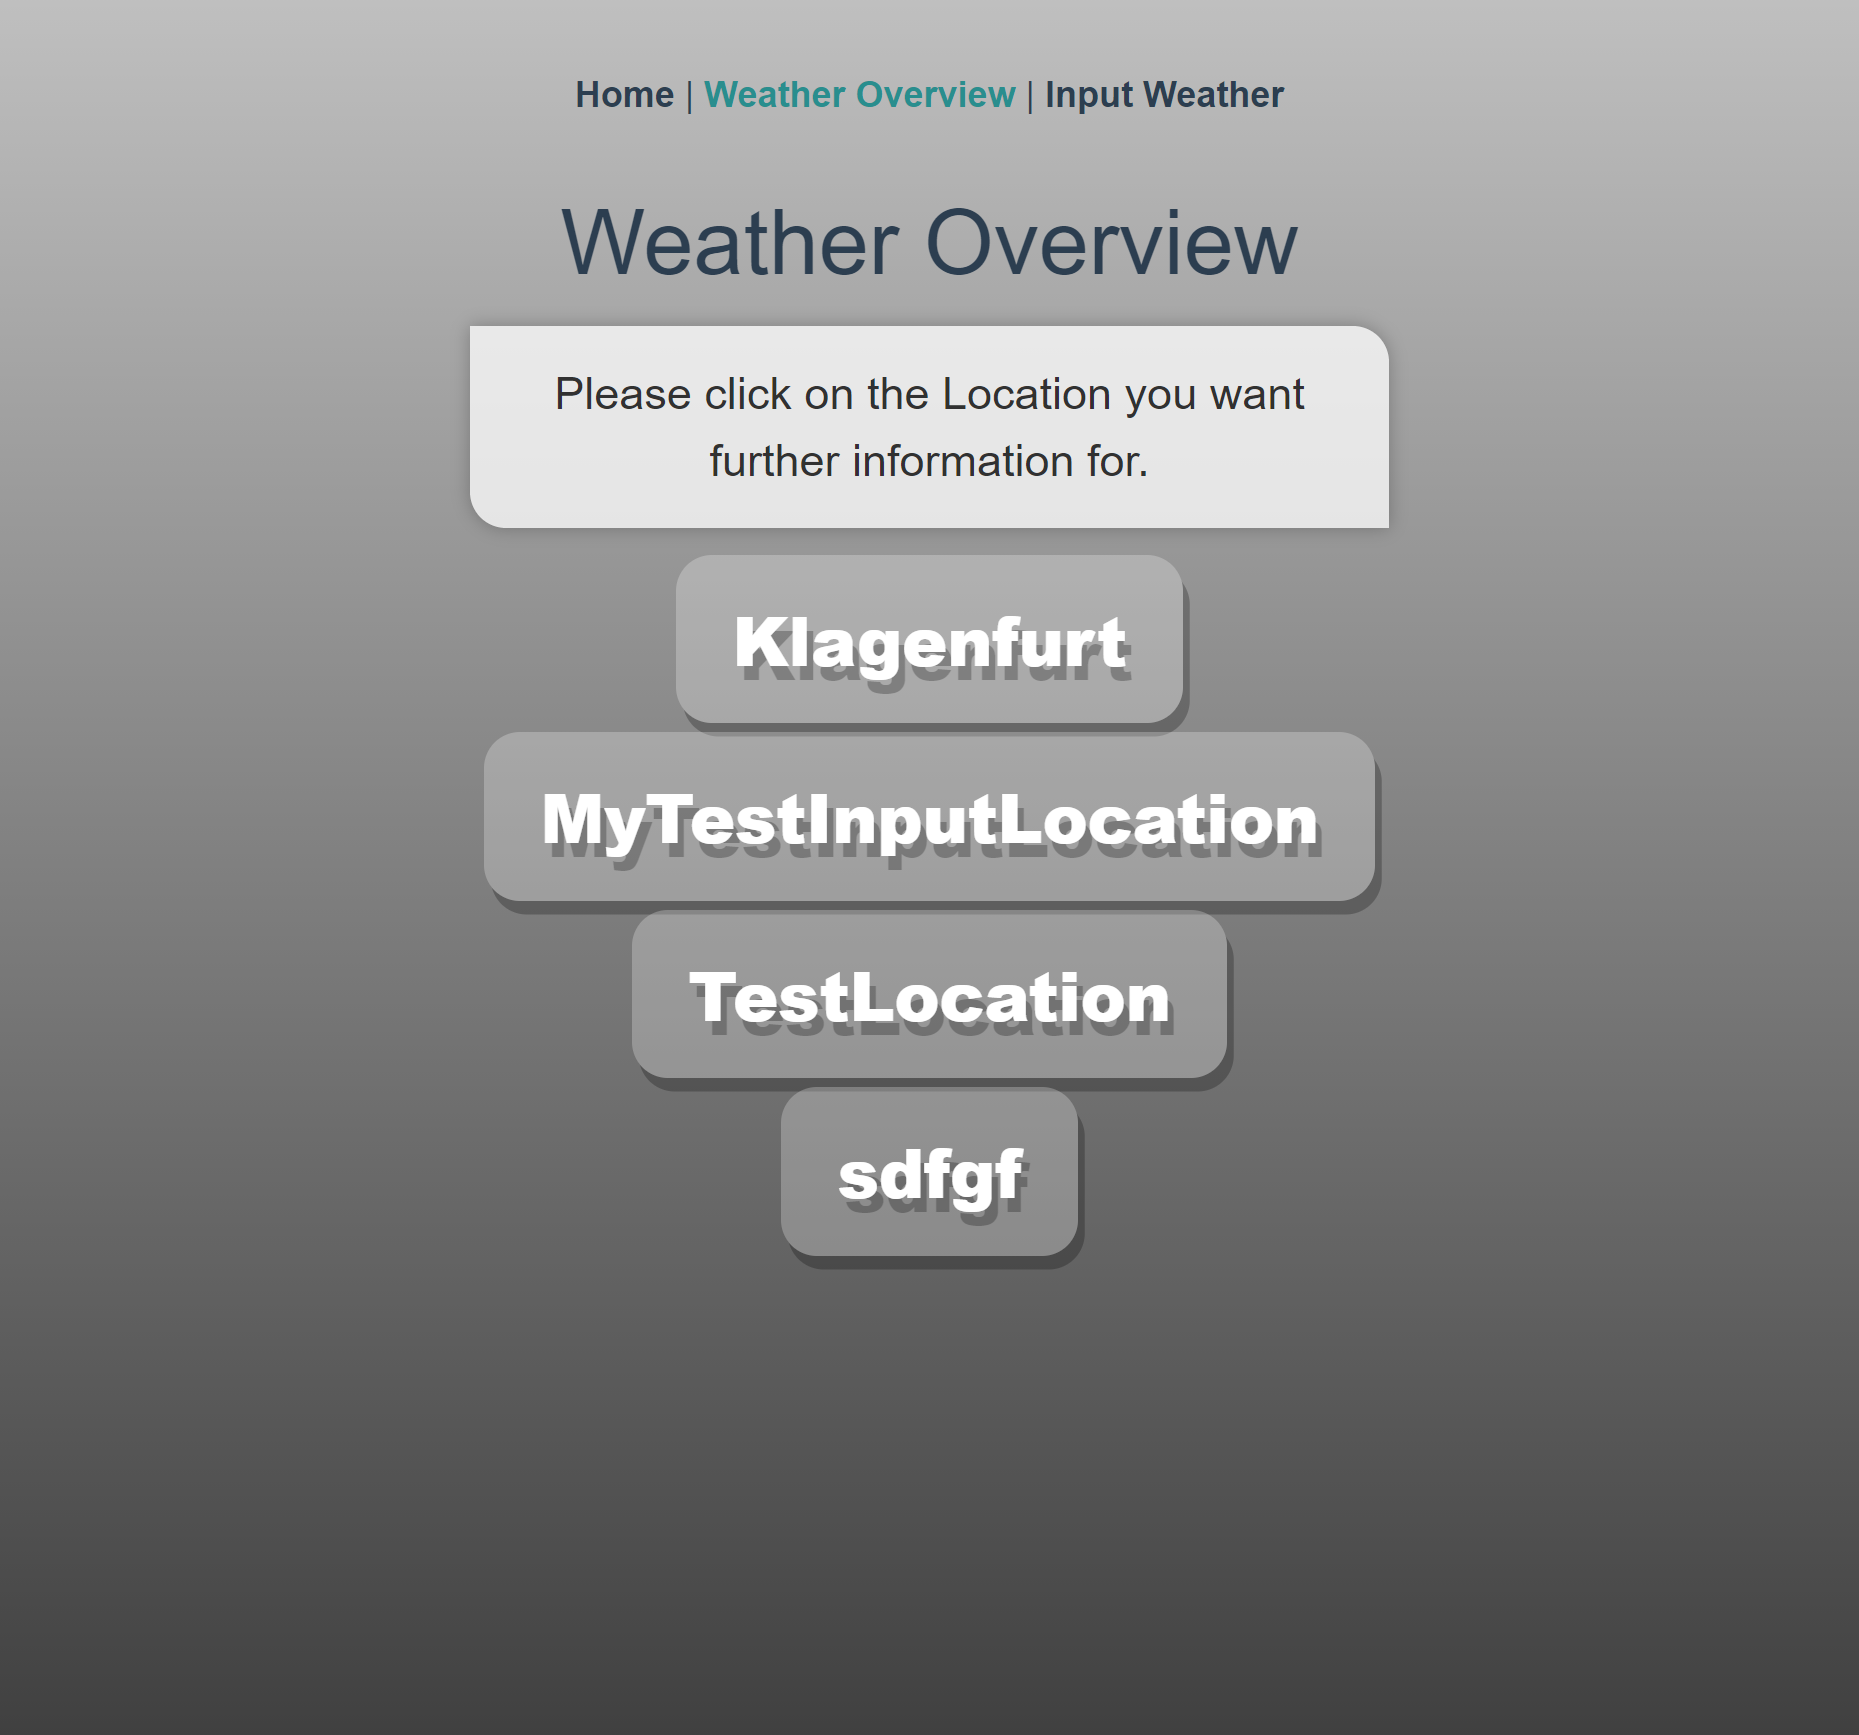 Home | Weather Overview | Input Weather
Weather Overview
Please click on the Location you want
further information for.
Klagenfurt
MyTestInputLocation
TestLocation
sdfgf